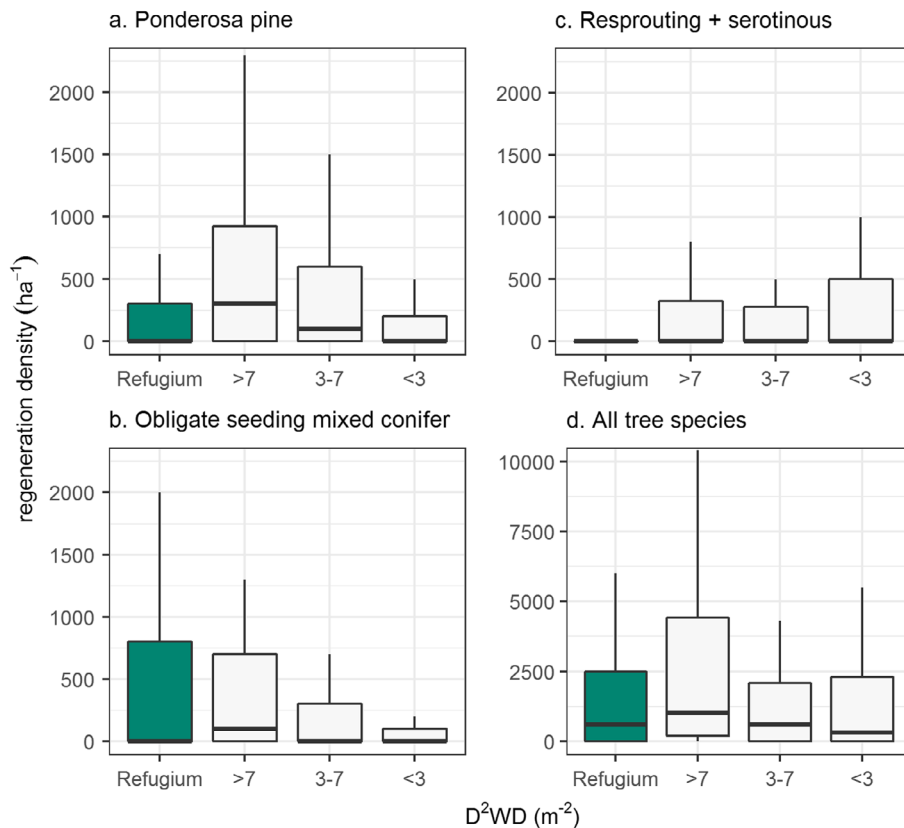 a. Ponderosa pine
2000
1500
1000
500
0
Refugium >7 3-7 <3
c. Resprouting + serotinous
2000
1500
1000
500
0
Refugium >7 3-7 <3
regeneration density (ha⁻¹)
b. Obligate seeding mixed conifer
2000
1500
1000
500
0
Refugium >7 3-7 <3
d. All tree species
10000
7500
5000
2500
0
Refugium >7 3-7 <3
D²WD (m⁻²)